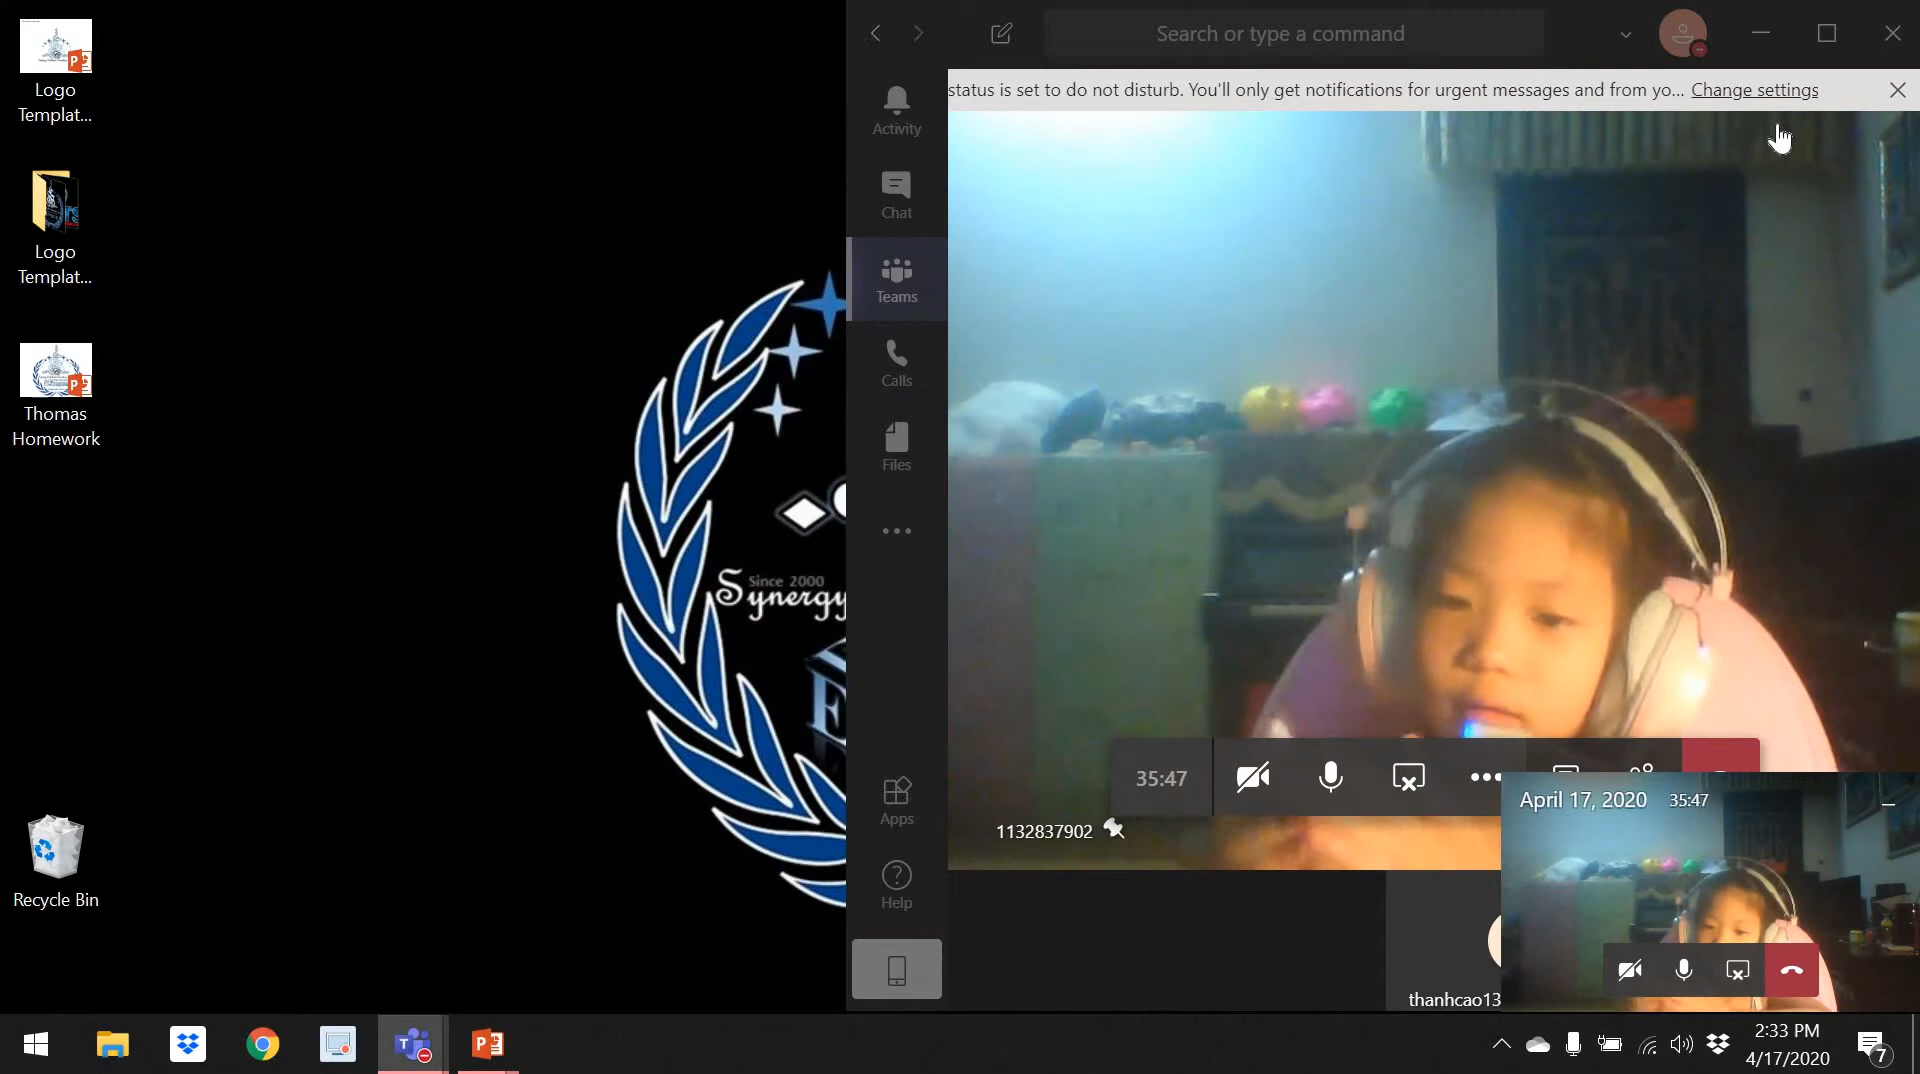 Logo
Templat...
Logo
Templat...
Thomas
Homework
Recycle Bin
Since 2000
Synergy
Search or type a command
status is set to do not disturb. You'll only get notifications for urgent messages and from yo... Change settings
Activity
Chat
Teams
Calls
Files
Apps
Help
35:47
1132837902
April 17, 2020 35:47
thanhcao13
2:33 PM
4/17/2020
7